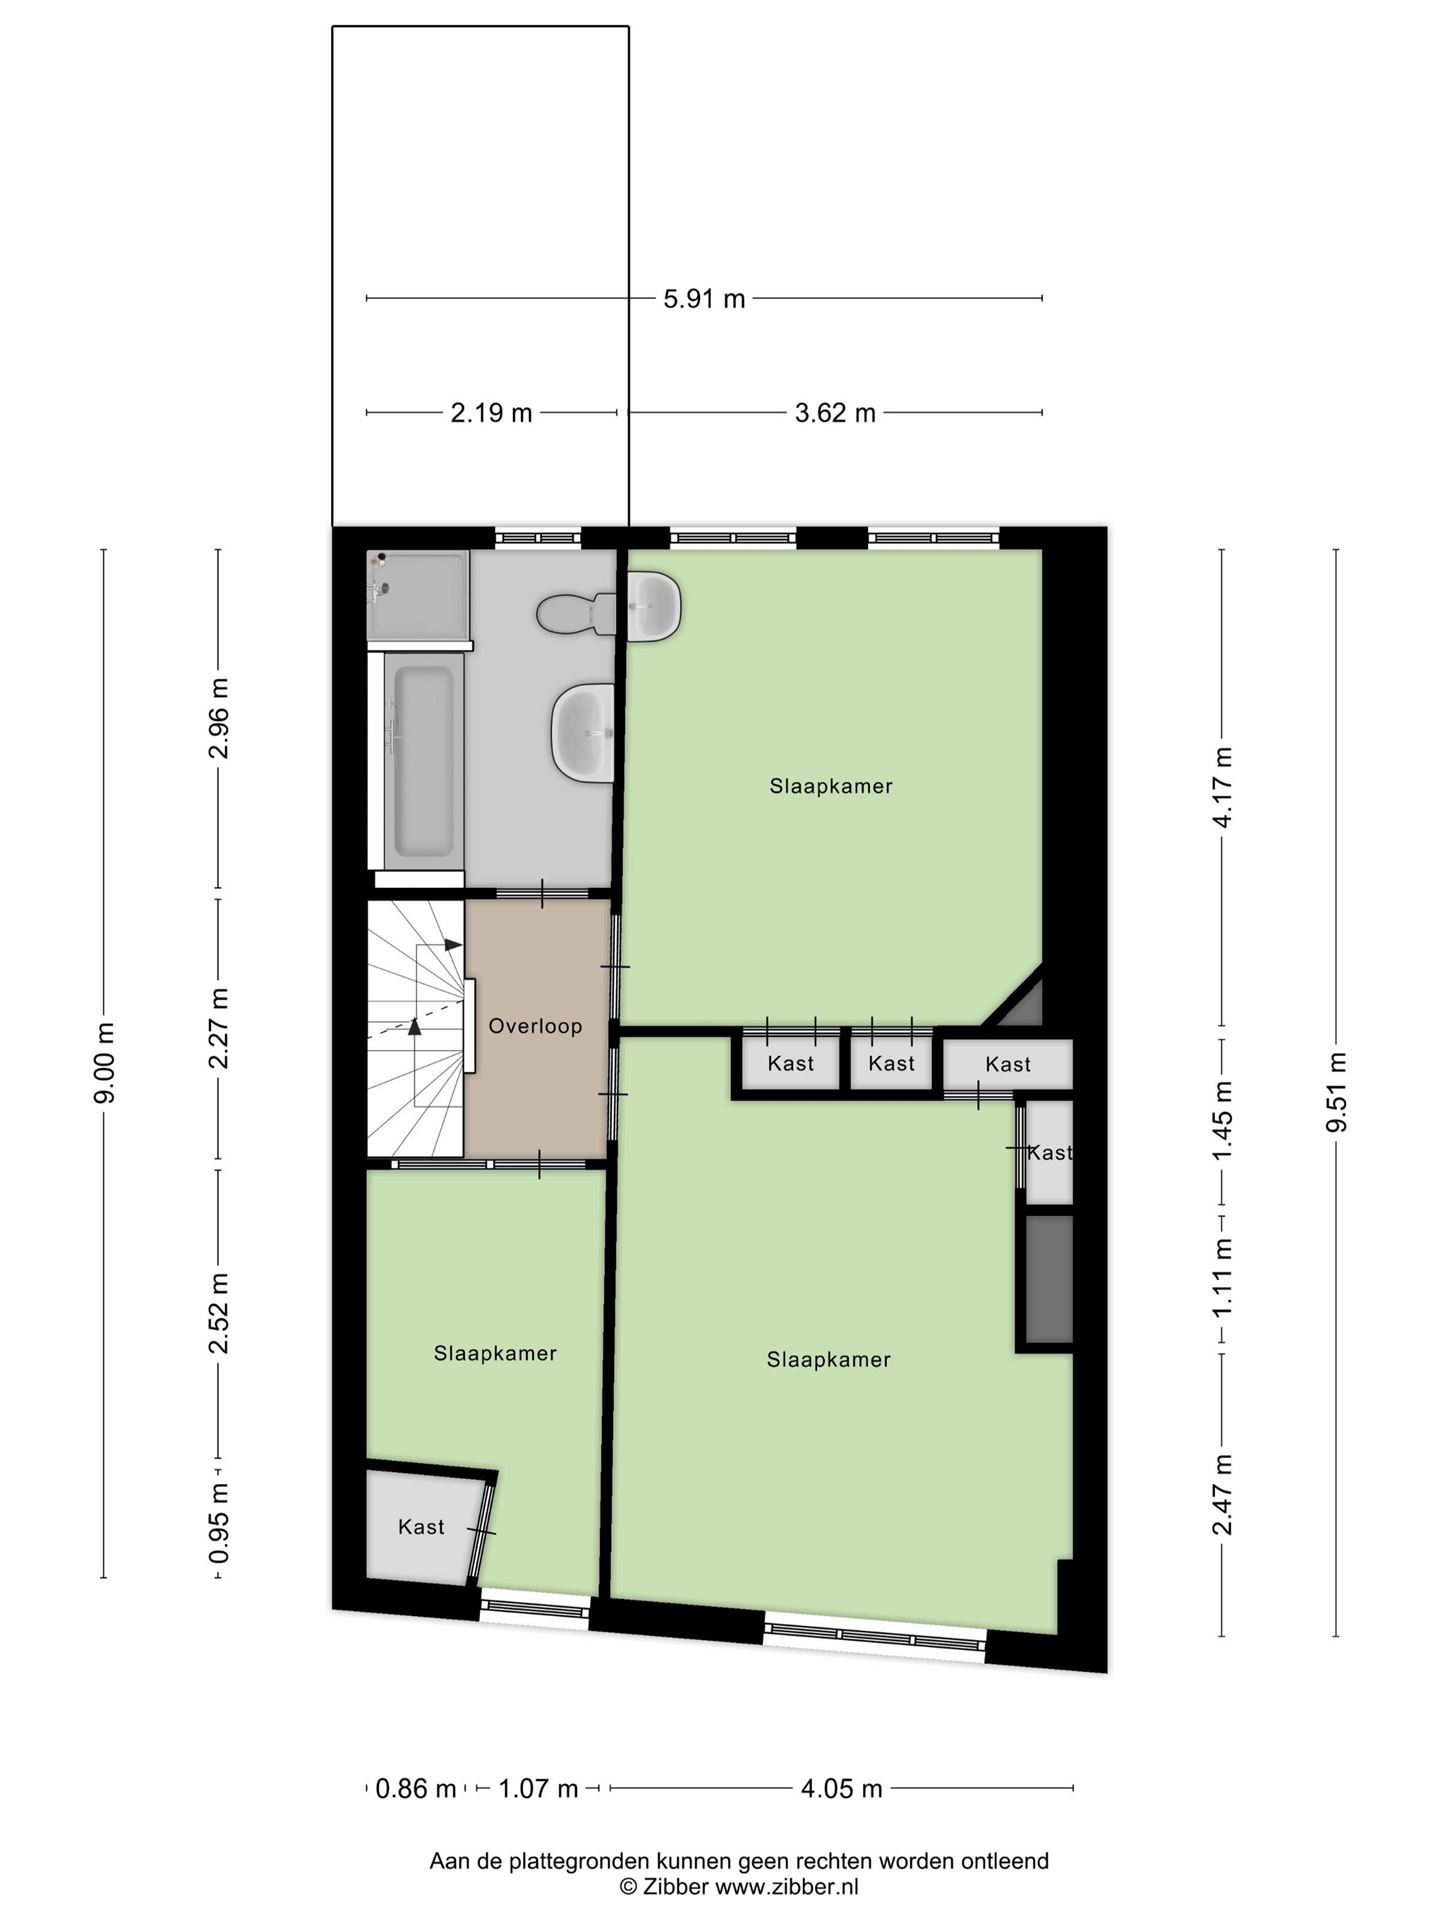 5.91 m
2.19 m
3.62 m
2.96 m
4.17 m
Slaapkamer
9.00 m
2.27 m
Overloop
Kast
Kast
Kast
9.51 m
1.45 m
Kast
1.11 m
2.52 m
Slaapkamer
Slaapkamer
0.95 m
Kast
2.47 m
0.86 m
1.07 m
4.05 m
Aan de plattegronden kunnen geen rechten worden ontleend
© Zibber www.zibber.nl